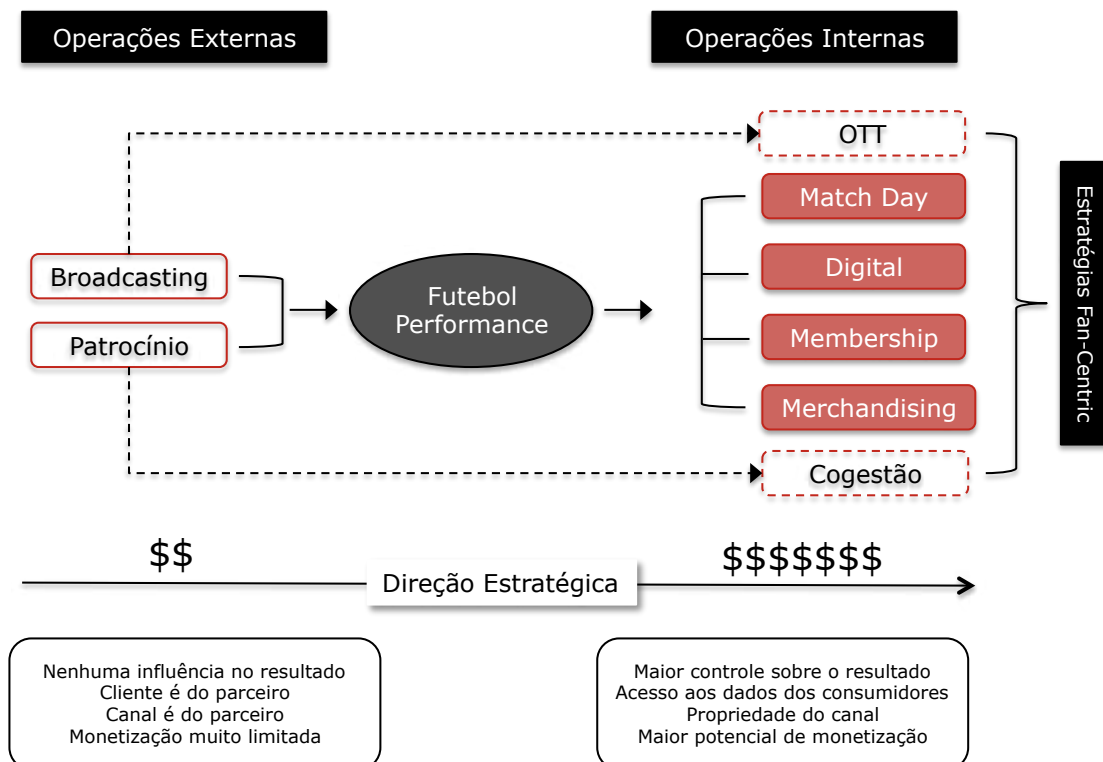 Operações Externas
Operações Internas
OTT
Match Day
Digital
Membership
Merchandising
Cogestão
Broadcasting
Patrocínio
Futebol
Performance
Estratégias Fan-Centric
$$
$$$$$$$
Direção Estratégica
Nenhuma influência no resultado
Cliente é do parceiro
Canal é do parceiro
Monetização muito limitada
Maior controle sobre o resultado
Acesso aos dados dos consumidores
Propriedade do canal
Maior potencial de monetização